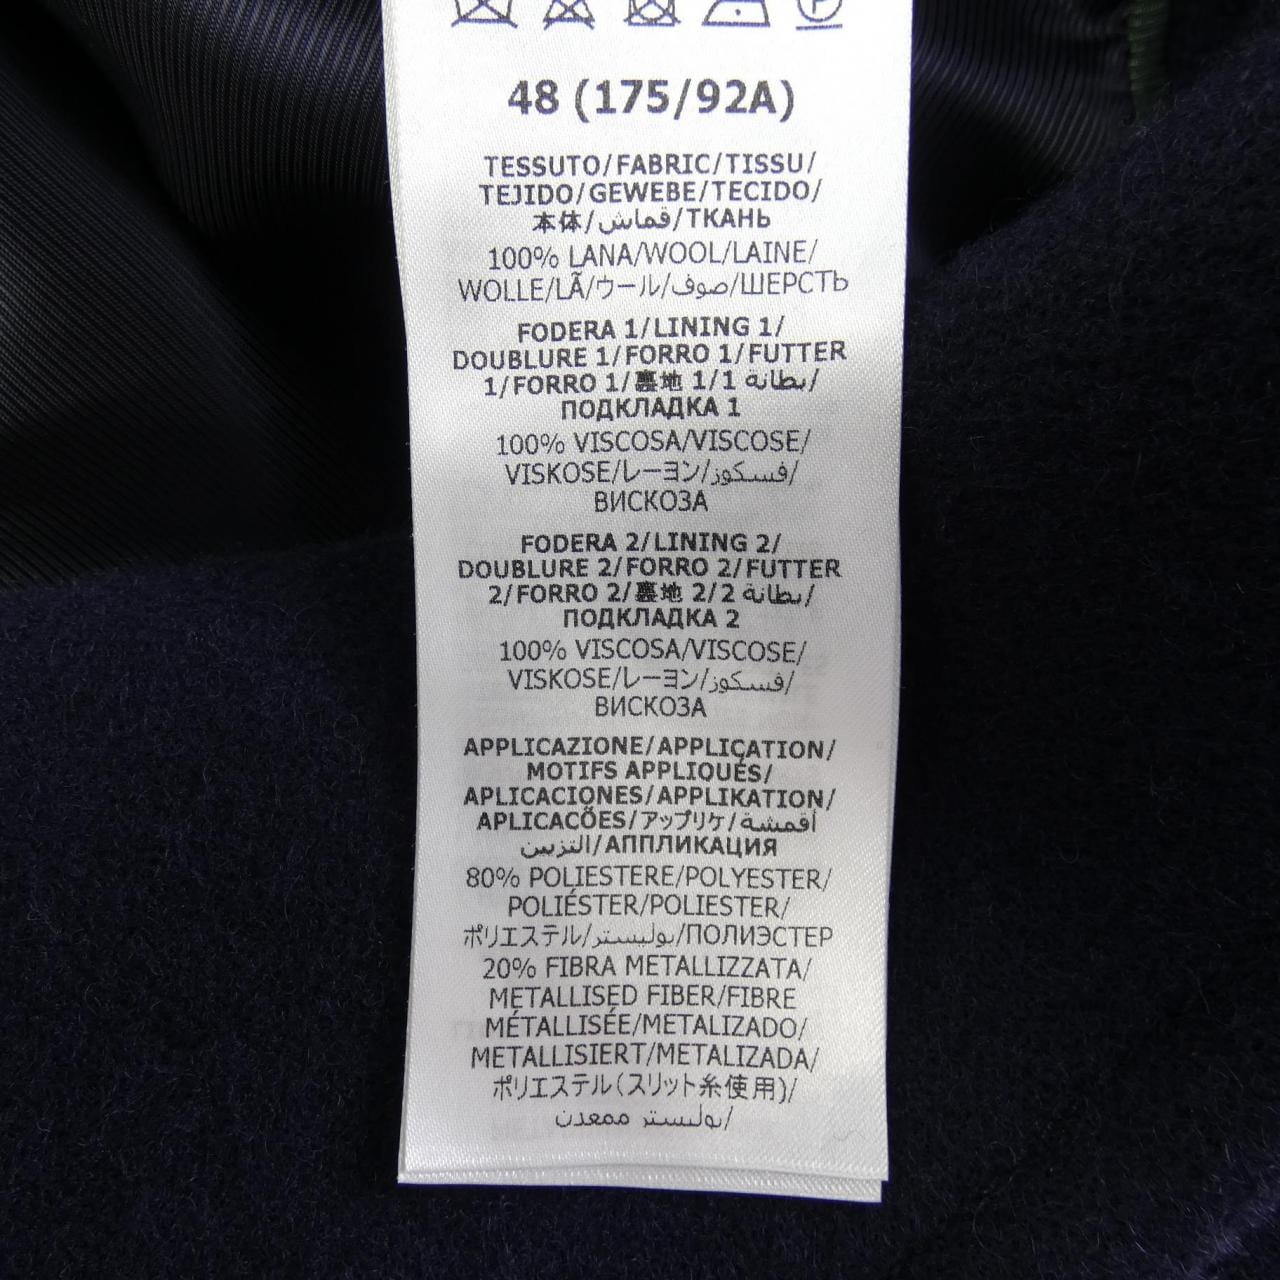 48 (175/92A)
TESSUTO/FABRIC/TISSU/
TEJIDO/GEWEBE/TECIDO/
本体/قماش/ТКАНЬ
100% LANA/WOOL/LAINE/
WOLLE/LÃ/ウール/صوف/ШЕРСТЬ
FODERA 1/LINING 1/
DOUBLURE 1/FORRO 1/FUTTER
1/FORRO 1/裏地 1/1 بطانة/
ПОДКЛАДКА 1
100% VISCOSA/VISCOSE/
VISKOSE/レーヨン/فسكوز/
ВИСКОЗА
FODERA 2/LINING 2/
DOUBLURE 2/FORRO 2/FUTTER
2/FORRO 2/裏地 2/2 بطانة/
ПОДКЛАДКА 2
100% VISCOSA/VISCOSE/
VISKOSE/レーヨン/فسكوز/
ВИСКОЗА
APPLICAZIONE/APPLICATION/
MOTIFS APPLIQUÉS/
APLICACIONES/APPLIKATION/
APLICACÕES/アップリケ/أقمشة
التزيين/АППЛИКАЦИЯ
80% POLIESTERE/POLYESTER/
POLIÉSTER/POLIESTER/
ポリエステル/بوليستر/ПОЛИЭСТЕР
20% FIBRA METALLIZZATA/
METALLISED FIBER/FIBRE
MÉTALLISÉE/METALIZADO/
METALLISIERT/METALIZADA/
ポリエステル(スリット糸使用)/
بوليستر ممعدن/